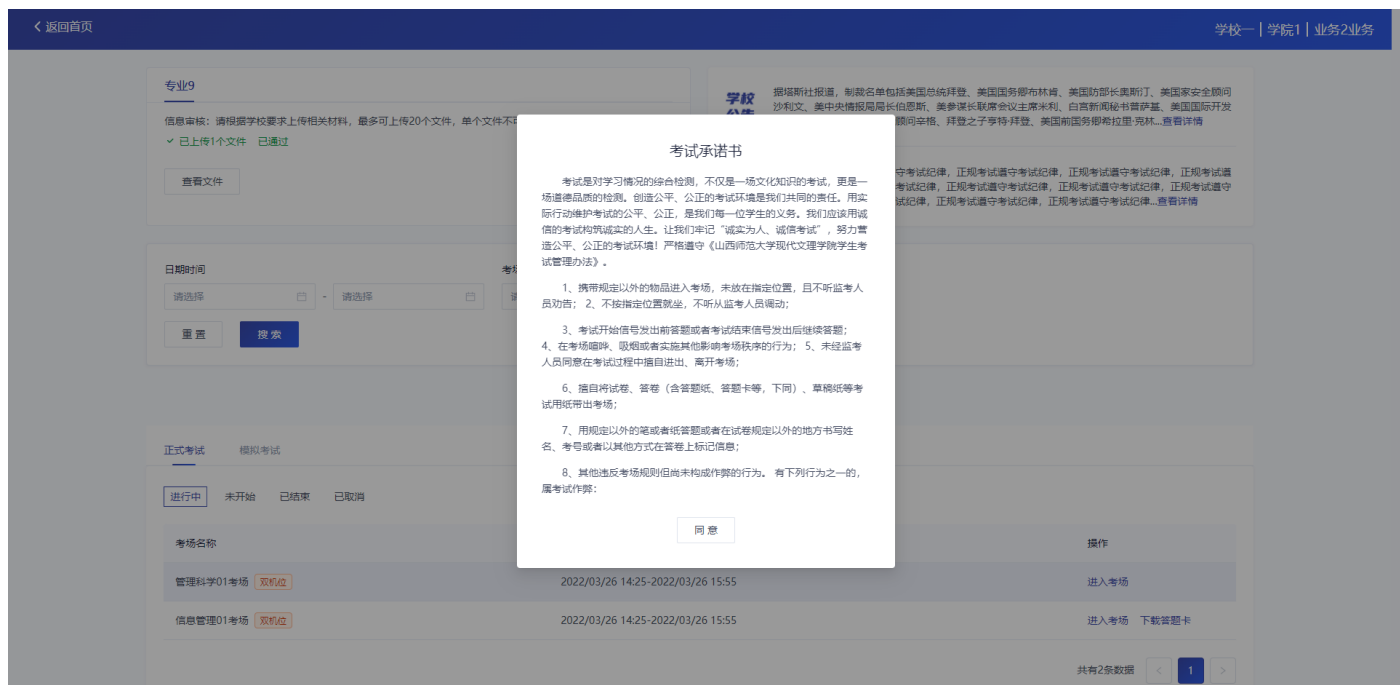 返回首页
学校一 | 学院1 | 业务2业务
专业9
信息审核：请根据学校要求上传相关材料，最多可上传20个文件，单个文件不
已上传1个文件 已通过
查看文件
学校
据塔斯社报道，制裁名单包括美国总统拜登、美国国务卿布林肯、美国防部长奥斯汀、美国家安全顾问
沙利文、美中央情报局局长伯恩斯、美参谋长联席会议主席米利、白宫新闻秘书普萨基、美国国际开发
顾问辛格、拜登之子亨特·拜登、美国前国务卿希拉里·克林...查看详情
守考试纪律，正规考试遵守考试纪律，正规考试遵守考试纪律，正规考试遵
考试纪律，正规考试遵守考试纪律，正规考试遵守考试纪律，正规考试遵守
试纪律，正规考试遵守考试纪律，正规考试遵守考试纪律...查看详情
日期时间
请选择 - 请选择
重 置 搜 索
考试承诺书
考试是对学习情况的综合检测，不仅是一场文化知识的考试，更是一
场道德品质的检测。创造公平、公正的考试环境是我们共同的责任。用实
际行动维护考试的公平、公正，是我们每一位学生的义务。我们应该用诚
信的考试构筑诚实的人生。让我们牢记“诚实为人、诚信考试”，努力营
造公平、公正的考试环境！严格遵守《山西师范大学现代文理学院学生考
试管理办法》。
1、携带规定以外的物品进入考场，未放在指定位置，且不听监考人
员劝告； 2、不按指定位置就坐，不听从监考人员调动；
3、考试开始信号发出前答题或者考试结束信号发出后继续答题；
4、在考场喧哗、吸烟或者实施其他影响考场秩序的行为； 5、未经监考
人员同意在考试过程中擅自进出、离开考场；
6、擅自将试卷、答卷（含答题纸、答题卡等，下同）、草稿纸等考
试用纸带出考场；
7、用规定以外的笔或者纸答题或者在试卷规定以外的地方书写姓
名、考号或者以其他方式在答卷上标记信息；
8、其他违反考场规则但尚未构成作弊的行为。 有下列行为之一的，
属考试作弊：
同 意
正式考试 模拟考试
进行中 未开始 已结束 已取消
考场名称 操作
管理科学01考场 双机位 2022/03/26 14:25-2022/03/26 15:55 进入考场
信息管理01考场 双机位 2022/03/26 14:25-2022/03/26 15:55 进入考场 下载答题卡
共有2条数据 < 1 >